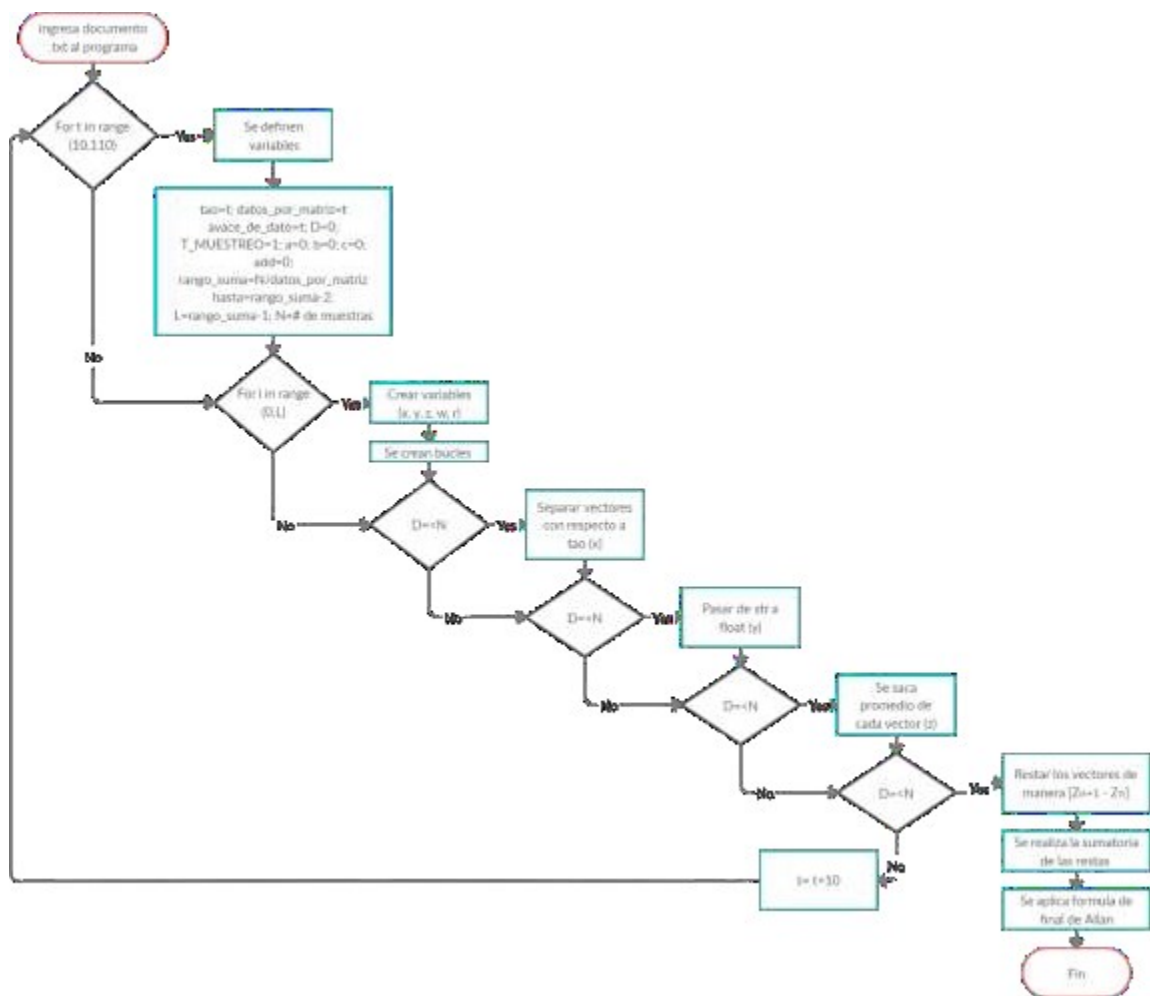 ingresa documento
txt al programa
For t in range
(10,110)
Yes
Se definen
variables
tao=t; datos_por_matriz=t
avace_de_dato=t; D=0;
T_MUESTREO=1; a=0; b=0; c=0;
add=0;
rango_suma=N/datos_por_matriz
hasta=rango_suma-2;
L=rango_suma-1; N=# de muestras
No
For i in range
(0,L)
Yes
Crear variables
(x, y, z, w, r)
Se crean bucles
No
D=<N
Yes
Separar vectores
con respecto a
tao (x)
No
D=<N
Yes
Pasar de str a
float (y)
No
D=<N
Yes
Se saca
promedio de
cada vector (z)
No
D=<N
Yes
Restar los vectores de
manera [Zn+1 - Zn]
No
t= t+10
Se realiza la sumatoria
de las restas
Se aplica formula de
final de Allan
Fin